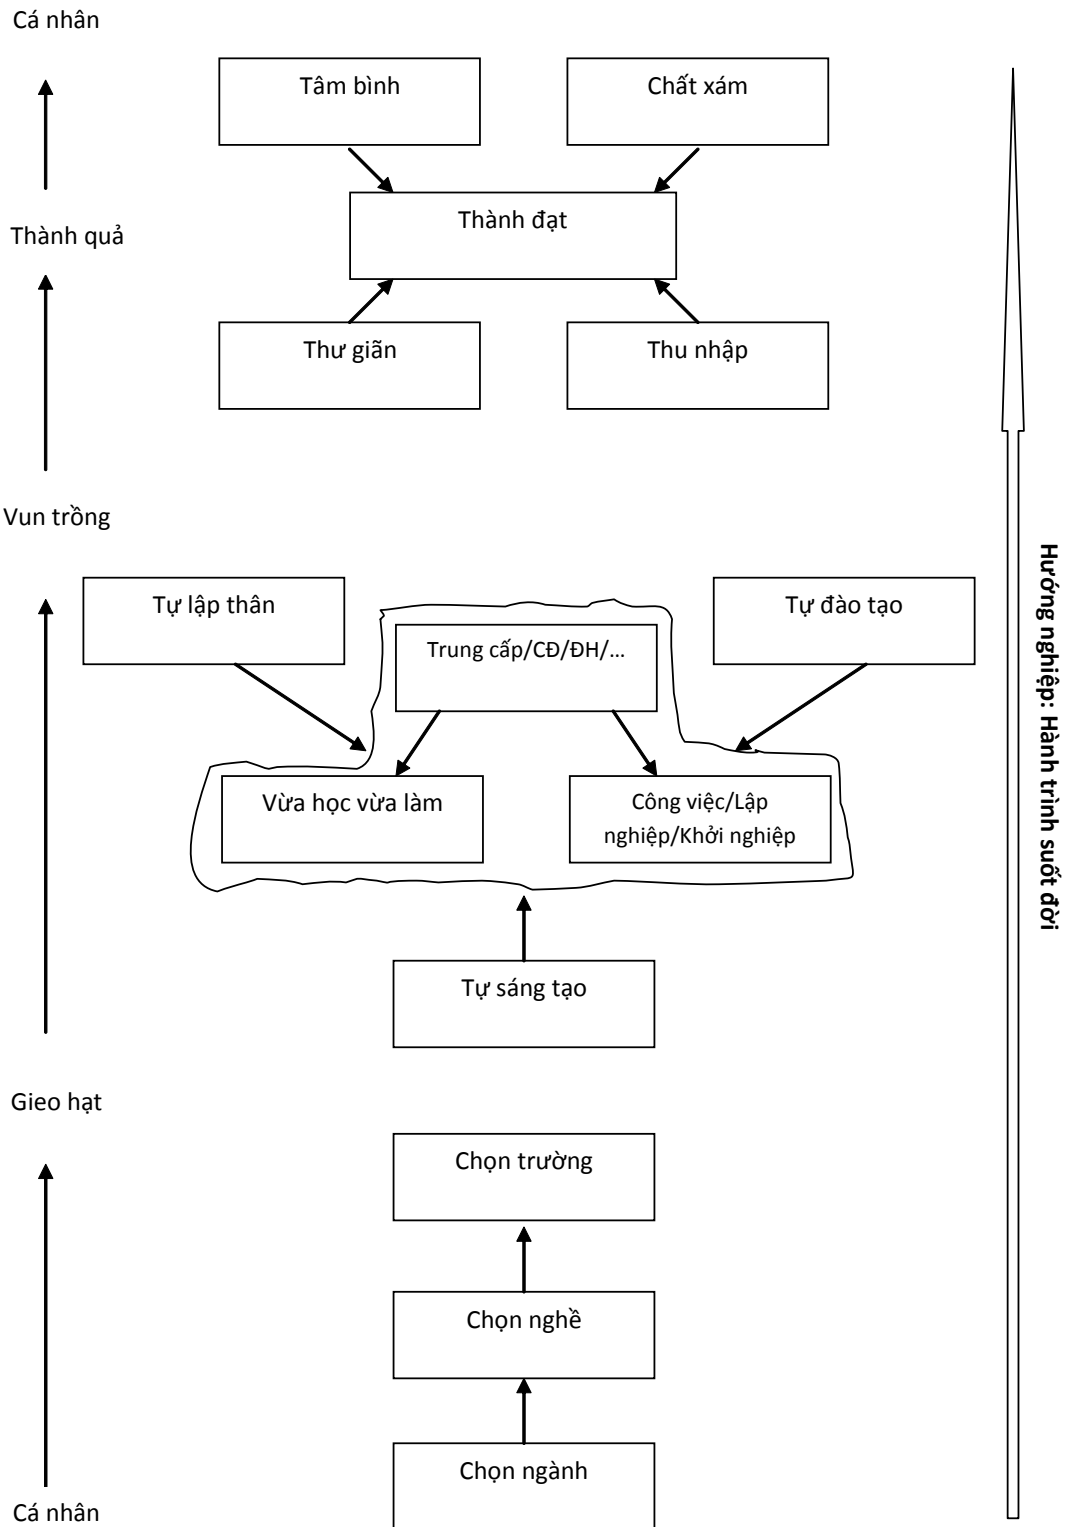 Cá nhân
Tâm bình
Chất xám
Thành đạt
Thành quả
Thư giãn
Thu nhập
Vun trồng
Tự lập thân
Tự đào tạo
Trung cấp/CĐ/ĐH/...
Vừa học vừa làm
Công việc/Lập
nghiệp/Khởi nghiệp
Hướng nghiệp: Hành trình suốt đời
Tự sáng tạo
Gieo hạt
Chọn trường
Chọn nghề
Chọn ngành
Cá nhân